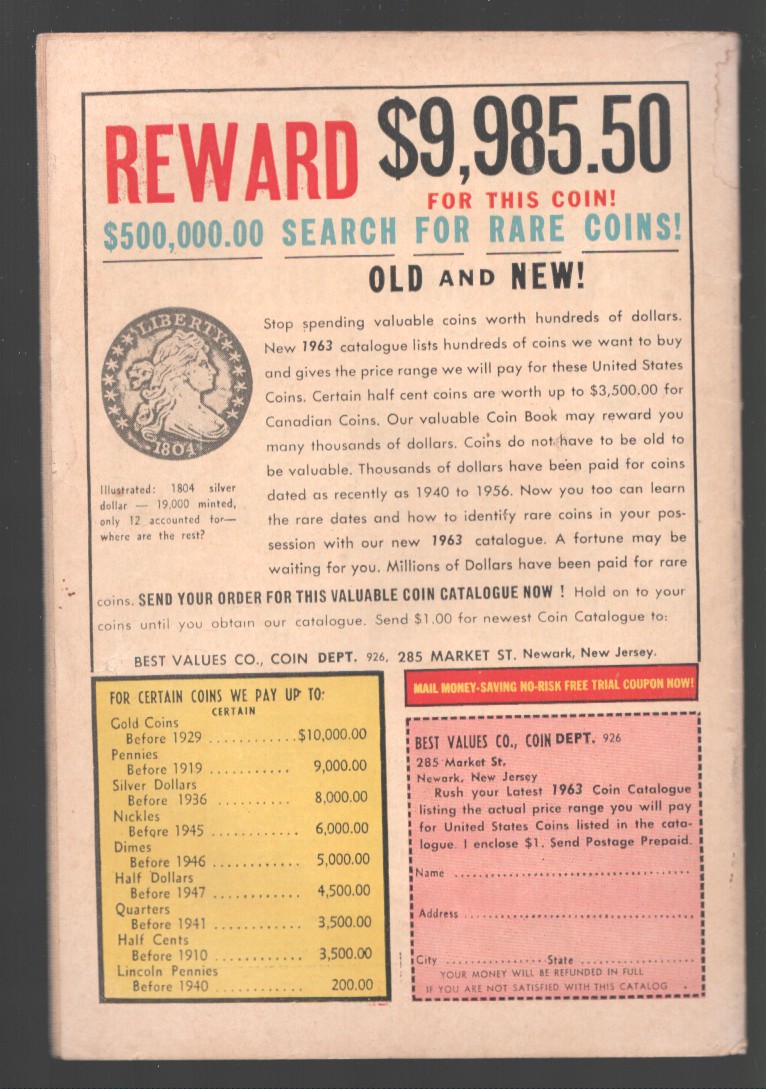 REWARD $9,985.50
FOR THIS COIN!
$500,000.00 SEARCH FOR RARE COINS!
OLD AND NEW!
LIBERTY
1804
Illustrated: 1804 silver
dollar — 19,000 minted,
only 12 accounted for—
where are the rest?
Stop spending valuable coins worth hundreds of dollars.
New 1963 catalogue lists hundreds of coins we want to buy
and gives the price range we will pay for these United States
Coins. Certain half cent coins are worth up to $3,500.00 for
Canadian Coins. Our valuable Coin Book may reward you
many thousands of dollars. Coins do not have to be old to
be valuable. Thousands of dollars have been paid for coins
dated as recently as 1940 to 1956. Now you too can learn
the rare dates and how to identify rare coins in your pos-
session with our new 1963 catalogue. A fortune may be
waiting for you. Millions of Dollars have been paid for rare
coins. SEND YOUR ORDER FOR THIS VALUABLE COIN CATALOGUE NOW ! Hold on to your
coins until you obtain our catalogue. Send $1.00 for newest Coin Catalogue to:
BEST VALUES CO., COIN DEPT. 926, 285 MARKET ST. Newark, New Jersey.
FOR CERTAIN COINS WE PAY UP TO:
CERTAIN
Gold Coins
Before 1929 ............$10,000.00
Pennies
Before 1919 ........... 9,000.00
Silver Dollars
Before 1936 .......... 8,000.00
Nickles
Before 1945 ............ 6,000.00
Dimes
Before 1946 ............ 5,000.00
Half Dollars
Before 1947 ............ 4,500.00
Quarters
Before 1941 ............ 3,500.00
Half Cents
Before 1910 ............ 3,500.00
Lincoln Pennies
Before 1940 ............ 200.00
MAIL MONEY-SAVING NO-RISK FREE TRIAL COUPON NOW!
BEST VALUES CO., COIN DEPT. 926
285 Market St.
Newark, New Jersey
Rush your Latest 1963 Coin Catalogue
listing the actual price range you will pay
for United States Coins listed in the cata-
logue. I enclose $1. Send Postage Prepaid.
Name ..........................................
Address ..........................................
City .................. State .....................
YOUR MONEY WILL BE REFUNDED IN FULL
IF YOU ARE NOT SATISFIED WITH THIS CATALOG